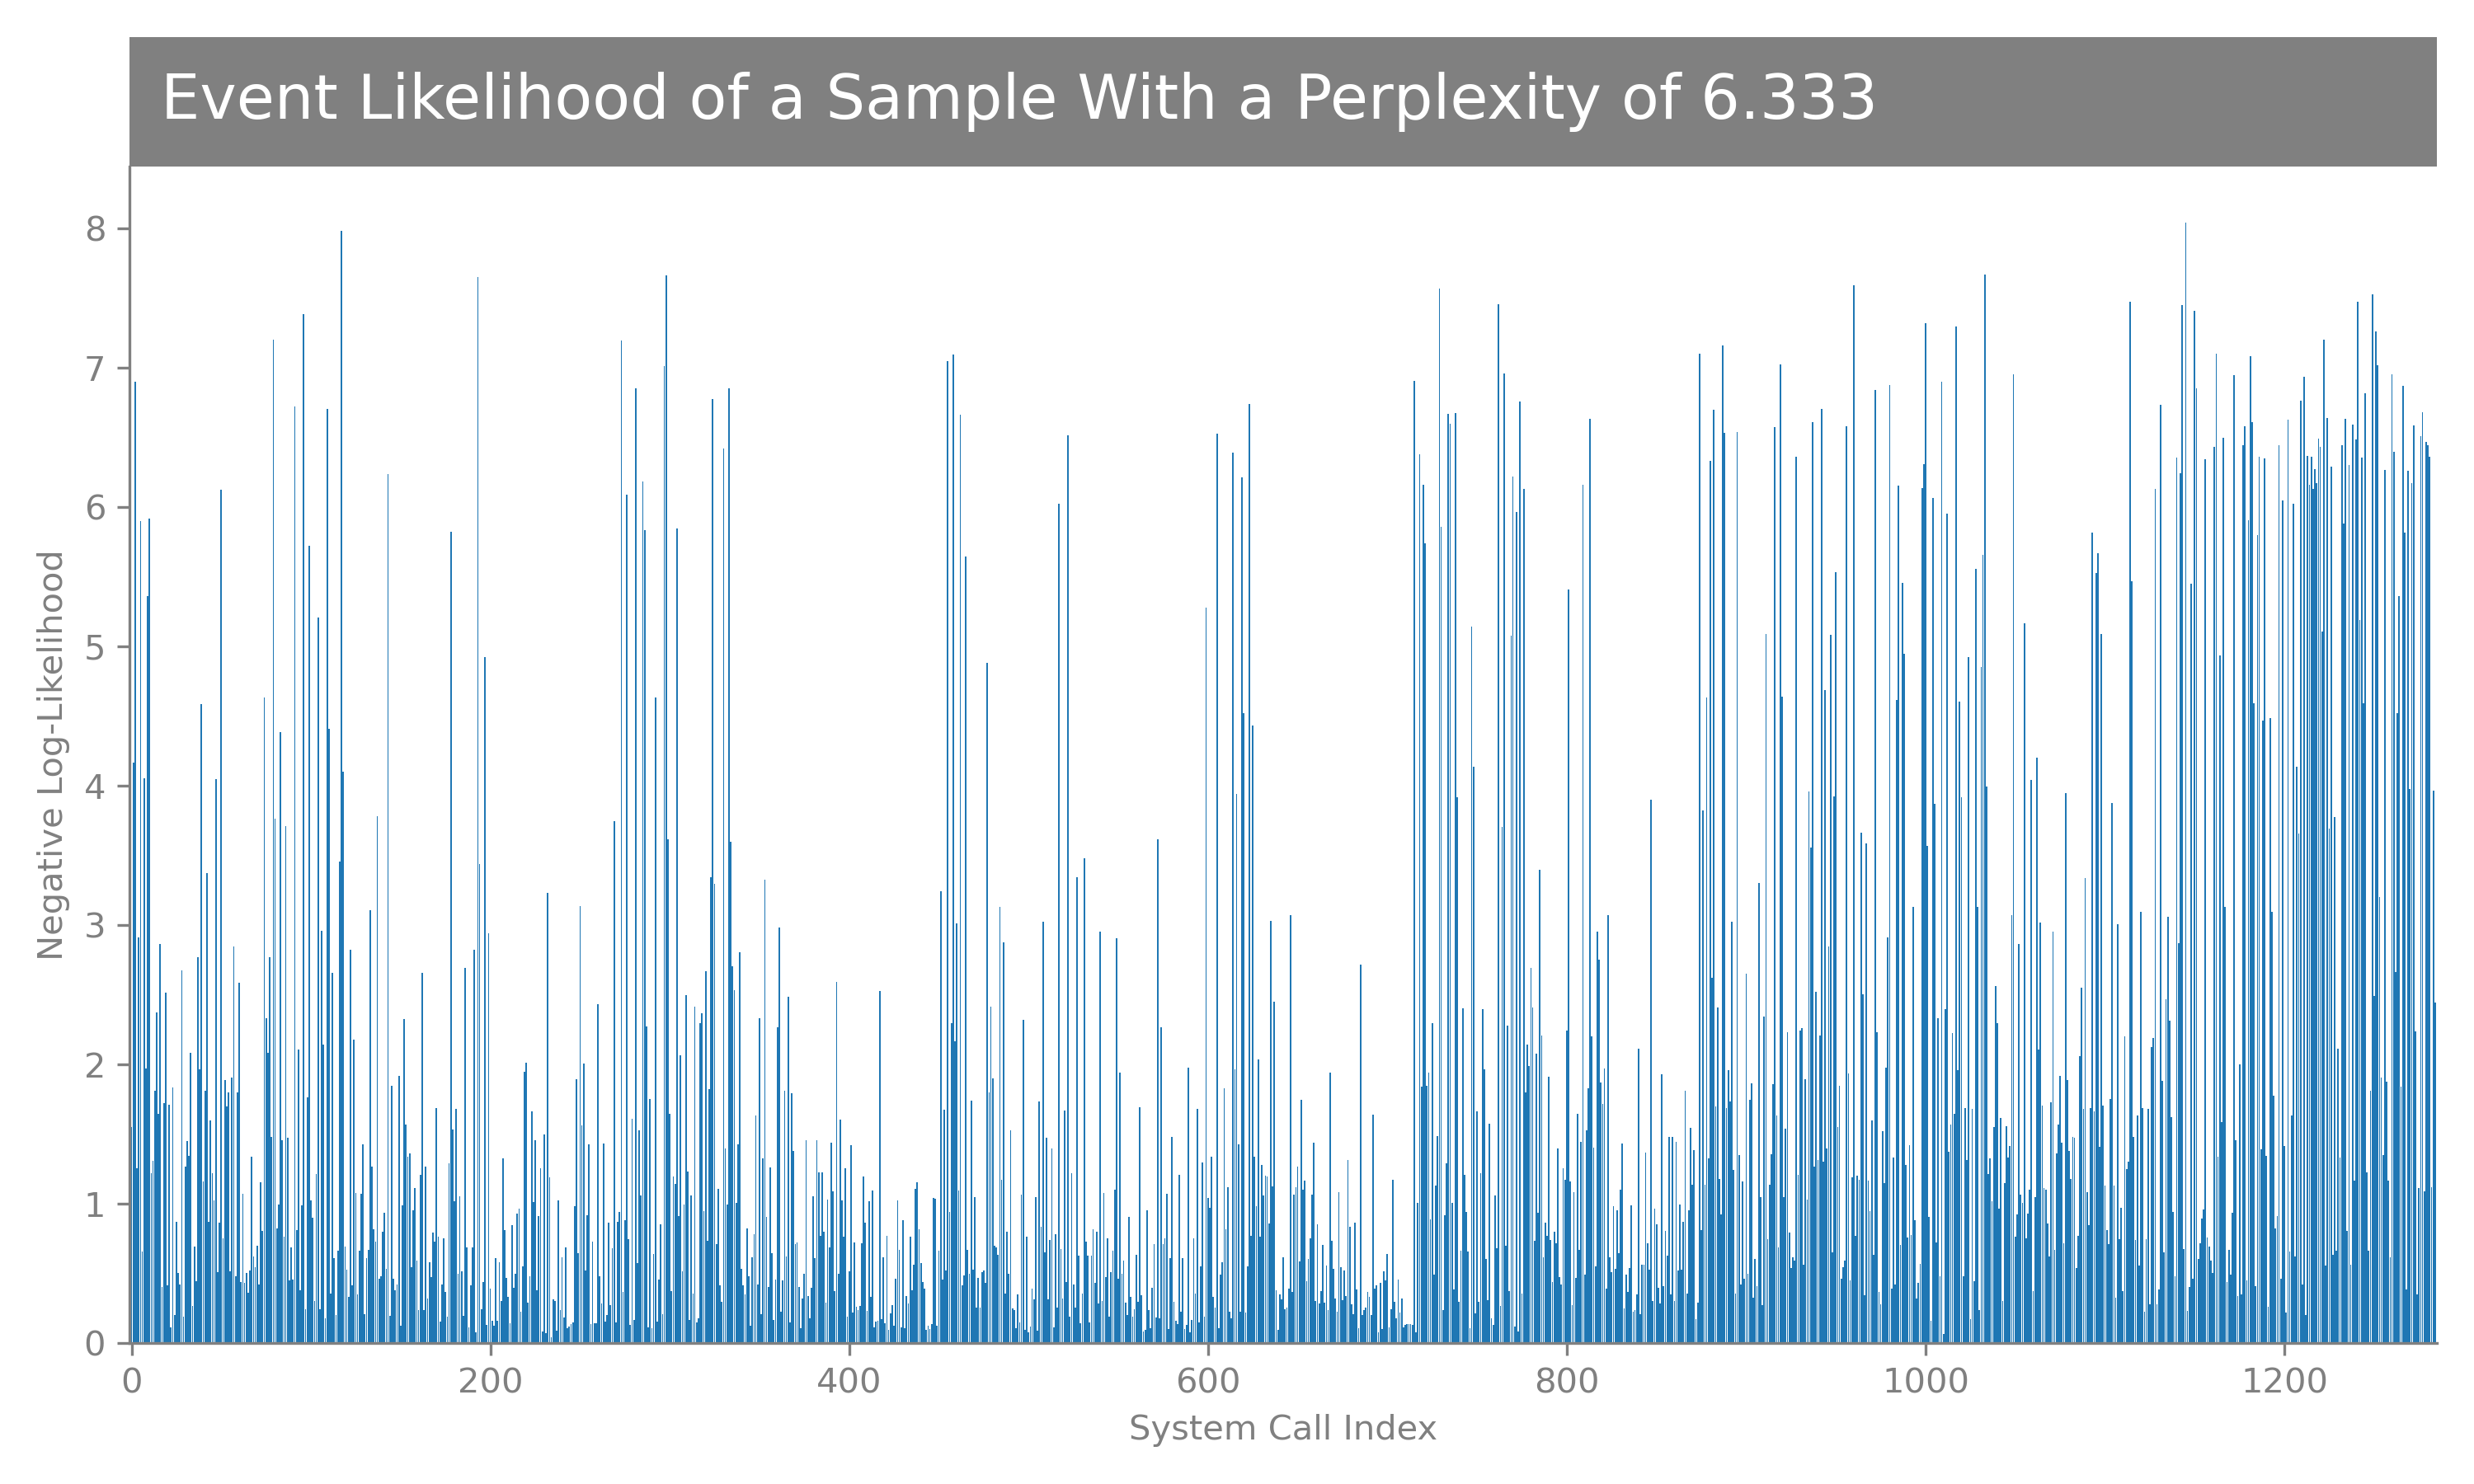 Event Likelihood of a Sample With a Perplexity of 6.333
8
7
6
5
4
3
2
1
0
Negative Log-Likelihood
0 200 400 600 800 1000 1200
System Call Index